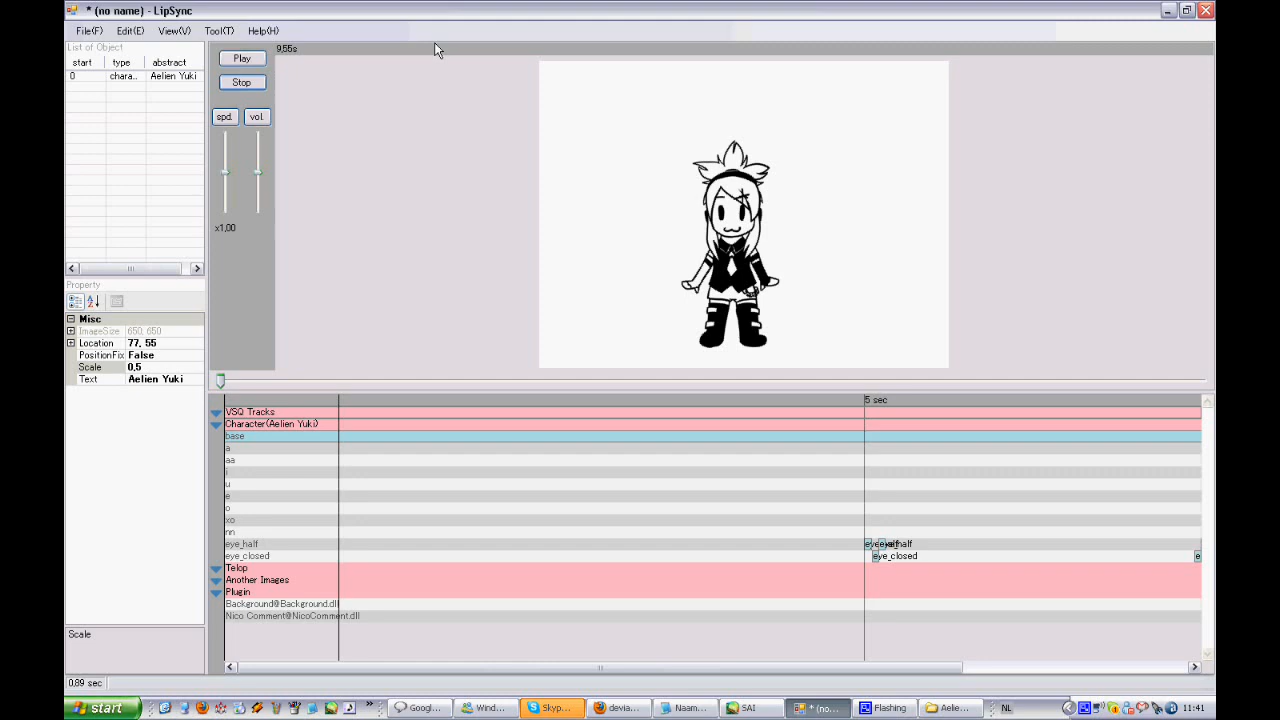 * (no name) - LipSync
File(F) Edit(E) View(V) Tool(T) Help(H)
List of Object
start type abstract
0 chara.. Aelien Yuki
9,55s
Play
Stop
spd. vol.
x1,00
Property
Misc
ImageSize 650; 650
Location 77; 55
PositionFix False
Scale 0,5
Text Aelien Yuki
Scale
5 sec
VSQ Tracks
Character(Aelien Yuki)
base
a
aa
i
u
e
o
xo
nn
eye_half
eye_closed eye_closed
Telop
Another Images
Plugin
Background@Background.dll
Nico Comment@NicoComment.dll
0,89 sec
start Googl... Wind... Skyp... devia... Naam... SAI * (no... Flashing Aelie... NL 11:41